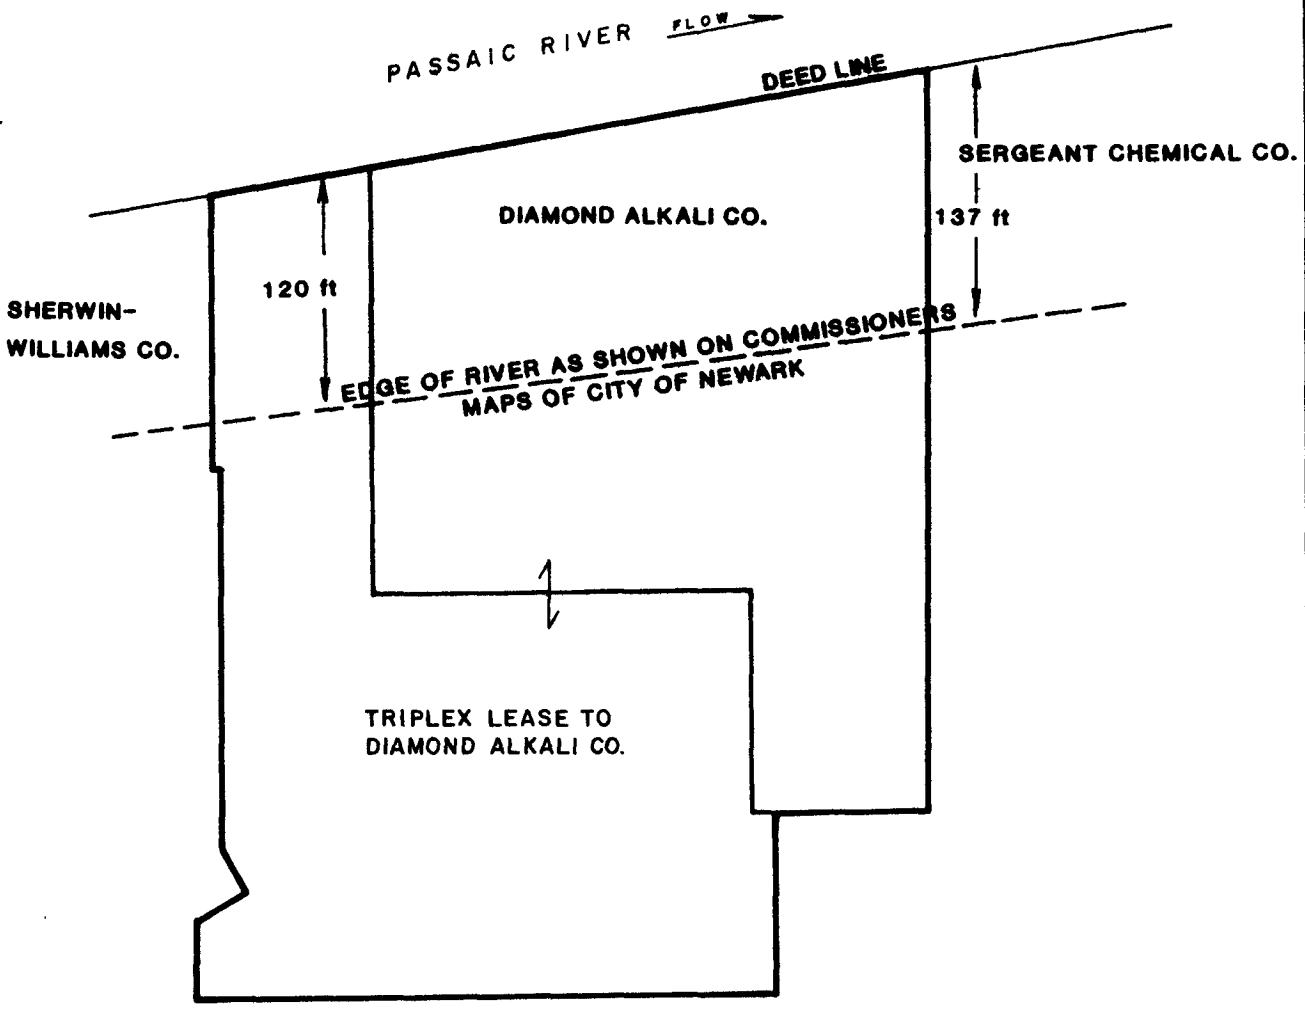 PASSAIC RIVER
FLOW
DEED LINE
SERGEANT CHEMICAL CO.
DIAMOND ALKALI CO.
137 ft
120 ft
SHERWIN-
WILLIAMS CO.
EDGE OF RIVER AS SHOWN ON COMMISSIONERS
MAPS OF CITY OF NEWARK
TRIPLEX LEASE TO
DIAMOND ALKALI CO.